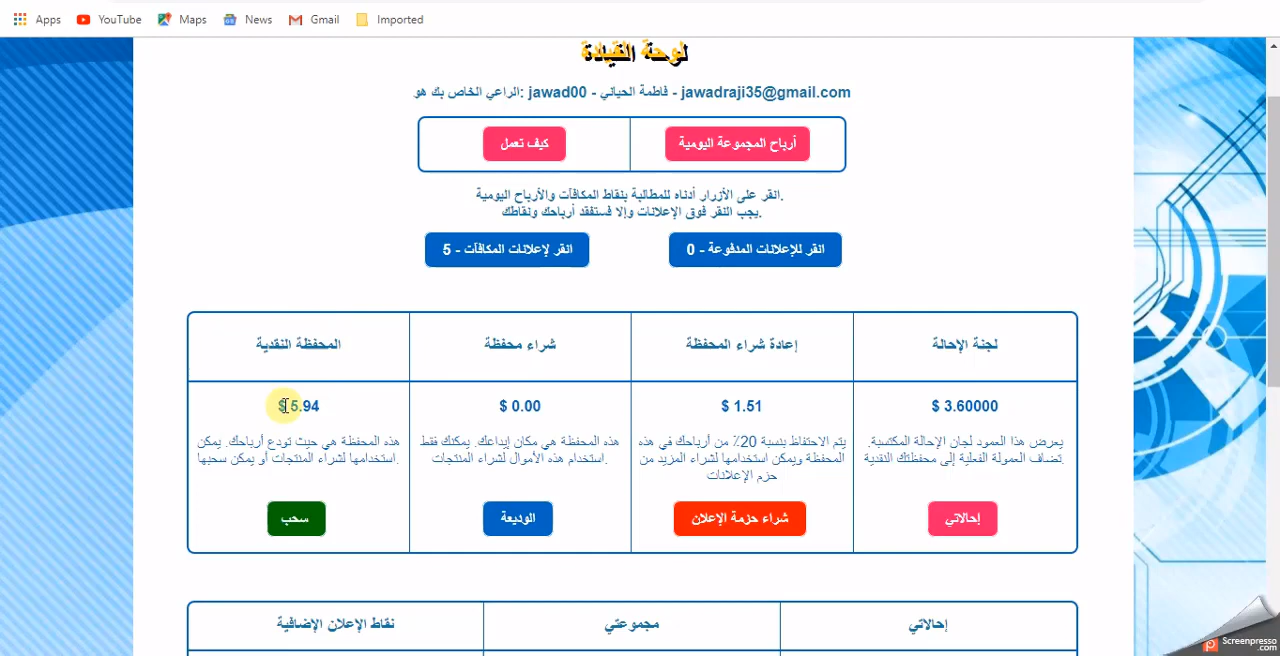 Apps YouTube Maps News Gmail Imported
لوحة القيادة
الراعي الخاص بك هو: jawad00 - فاطمة الحياني - jawadraji35@gmail.com
أرباح المجموعة اليومية
كيف تعمل
انقر على الأزرار أدناه للمطالبة بنقاط المكافآت والأرباح اليومية.
يجب النقر فوق الإعلانات وإلا فستفقد أرباحك ونقاطك.
انقر للإعلانات المدفوعة - 0
انقر لإعلانات المكافآت - 5
لجنة الإحالة
إعادة شراء المحفظة
شراء محفظة
المحفظة النقدية
$ 3.60000
$ 1.51
$ 0.00
$ 5.94
يعرض هذا العمود لجان الإحالة المكتسبة.
تضاف العمولة الفعلية إلى محفظتك النقدية.
يتم الاحتفاظ بنسبة 20٪ من أرباحك في هذه
المحفظة ويمكن استخدامها لشراء المزيد من
حزم الإعلانات
هذه المحفظة هي مكان إيداعك. يمكنك فقط
استخدام هذه الأموال لشراء المنتجات.
هذه المحفظة هي حيث تودع أرباحك. يمكن
استخدامها لشراء المنتجات أو يمكن سحبها.
إحالاتي
شراء حزمة الإعلان
الوديعة
سحب
إحالاتي
مجموعتي
نقاط الإعلان الإضافية
Screenpresso
.com